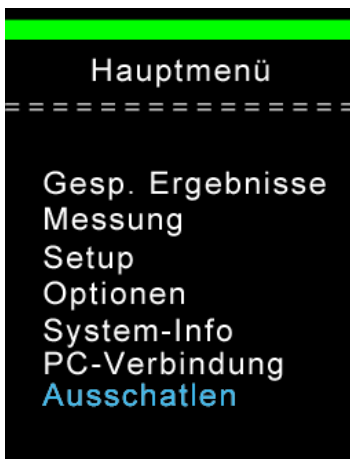 Hauptmenü
================
Gesp. Ergebnisse
Messung
Setup
Optionen
System-Info
PC-Verbindung
Ausschatlen